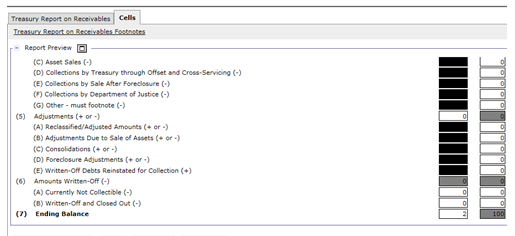 Treasury Report on Receivables Cells
Treasury Report on Receivables Footnotes
Report Preview
(C) Asset Sales (-) 0
(D) Collections by Treasury through Offset and Cross-Servicing (-) 0
(E) Collections by Sale After Foreclosure (-) 0
(F) Collections by Department of Justice (-) 0
(G) Other - must footnote (-) 0
(5) Adjustments (+ or -) 0 0
(A) Reclassified/Adjusted Amounts (+ or -) 0
(B) Adjustments Due to Sale of Assets (+ or -) 0
(C) Consolidations (+ or -) 0
(D) Foreclosure Adjustments (+ or -) 0
(E) Written-Off Debts Reinstated for Collection (+) 0
(6) Amounts Written-Off (-) 0 0
(A) Currently Not Collectible (-) 0 0
(B) Written-Off and Closed Out (-) 0 0
(7) Ending Balance 2 100